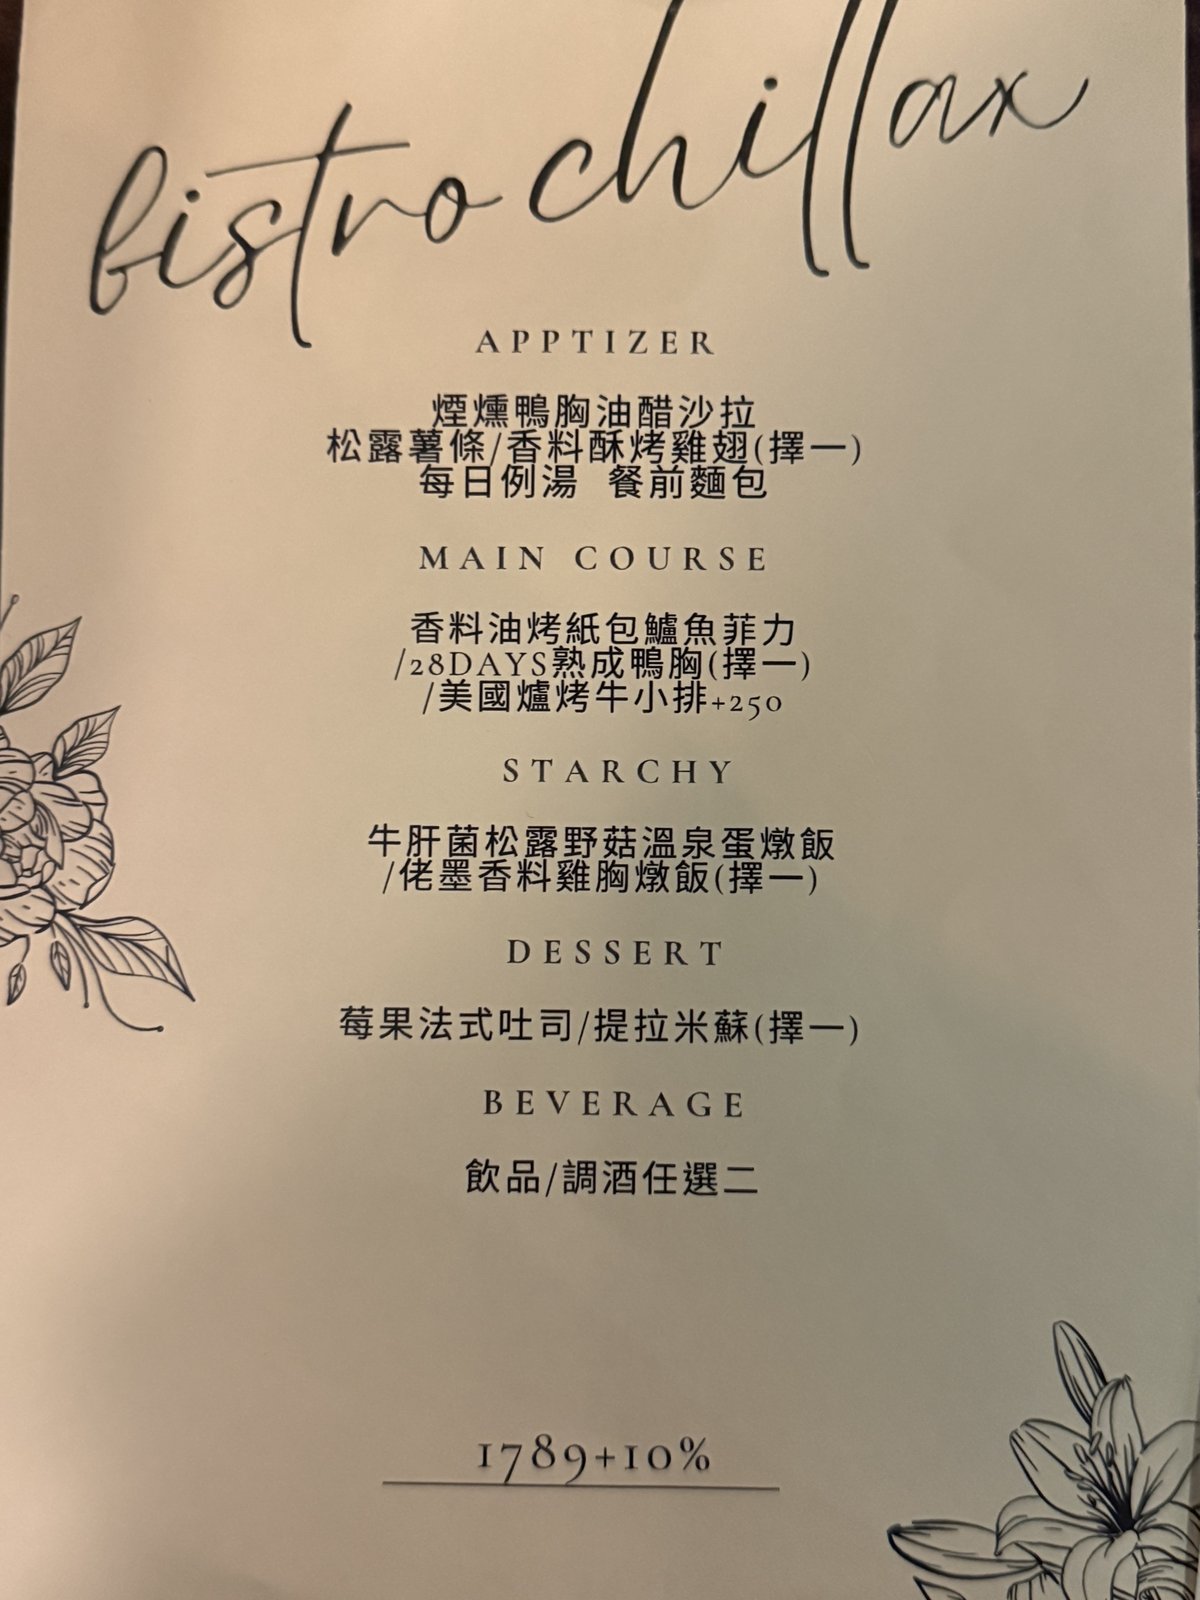 bistro chillax
APPTIZER
煙燻鴨胸油醋沙拉
松露薯條/香料酥烤雞翅(擇一)
每日例湯 餐前麵包
MAIN COURSE
香料油烤紙包鱸魚菲力
/28DAYS熟成鴨胸(擇一)
/美國爐烤牛小排+250
STARCHY
牛肝菌松露野菇溫泉蛋燉飯
/佬墨香料雞胸燉飯(擇一)
DESSERT
莓果法式吐司/提拉米蘇(擇一)
BEVERAGE
飲品/調酒任選二
1789+10%